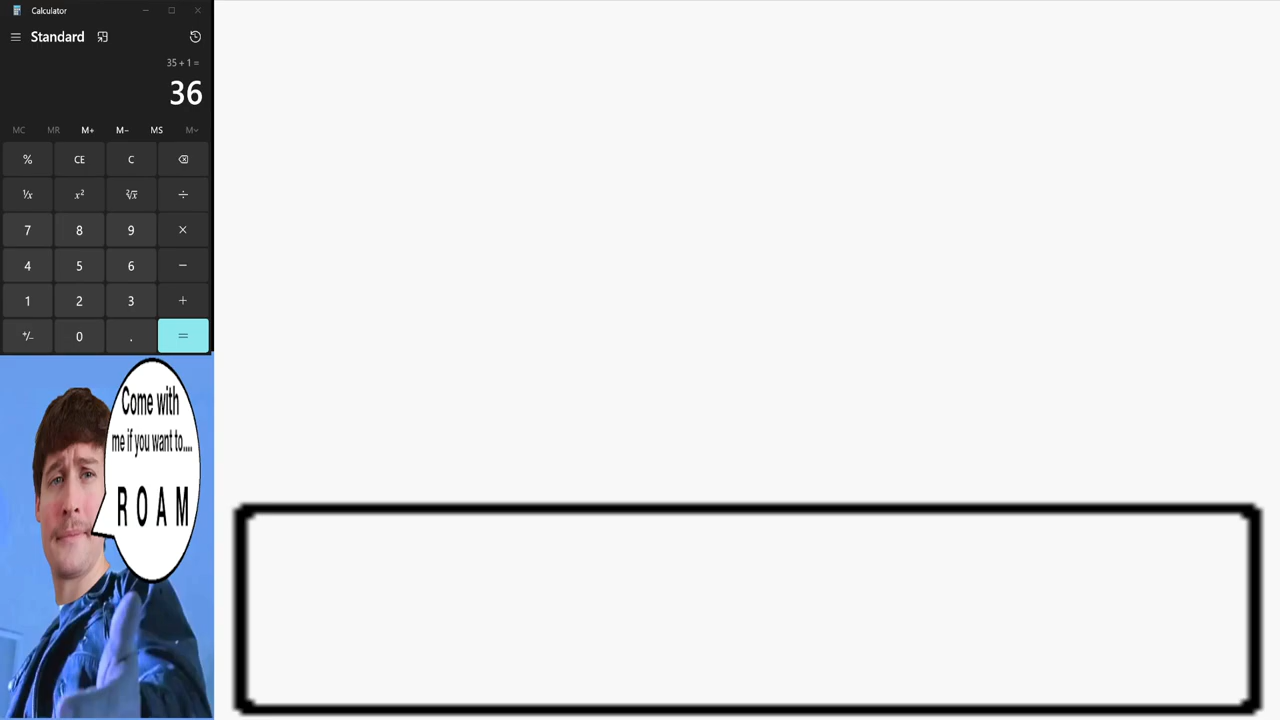 Calculator
Standard
35 + 1 =
36
MC MR M+ M− MS M˅
% CE C
¹/x x² ²√x ÷
7 8 9 ×
4 5 6 −
1 2 3 +
+/− 0 . =
Come with
me if you want to....
R O A M